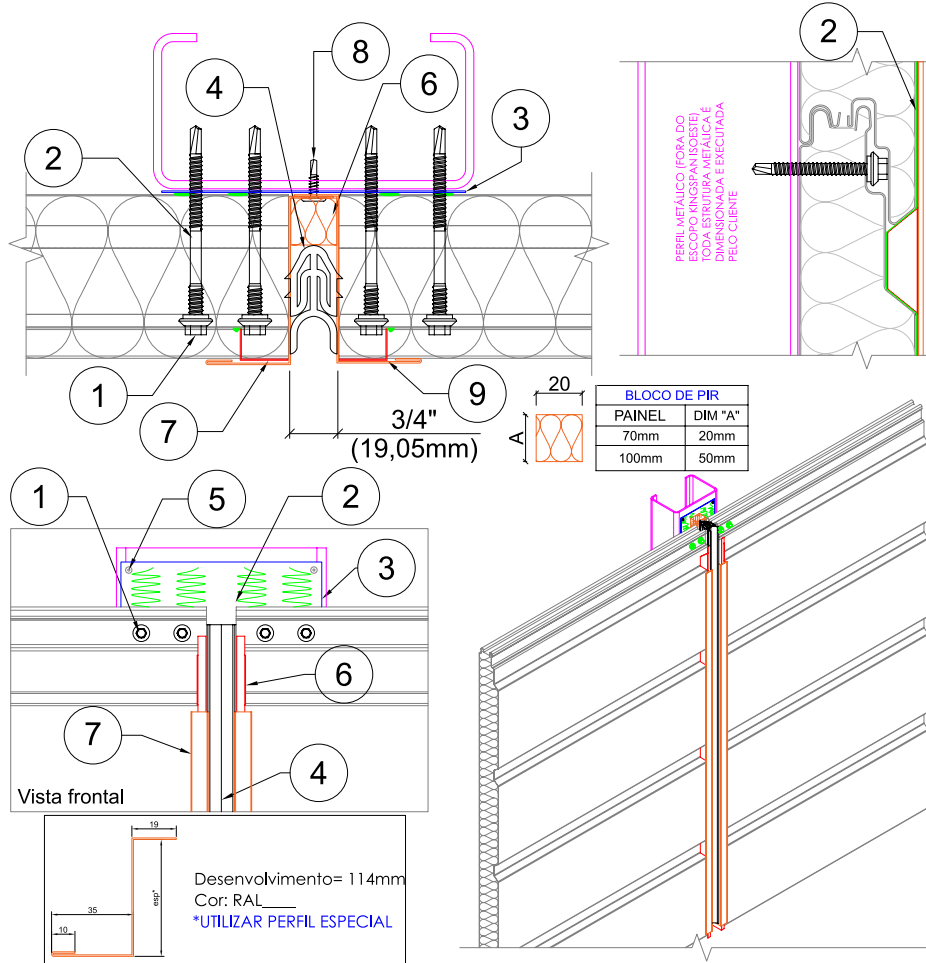 8
4
6
3
2
2
PERFIL METÁLICO (FORA DO
ESCOPO KINGSPAN ISOESTE)
TODA ESTRUTURA METÁLICA É
DIMENSIONADA E EXECUTADA
PELO CLIENTE
1
7
9
3/4"
(19,05mm)
20
A
BLOCO DE PIR
PAINEL DIM "A"
70mm 20mm
100mm 50mm
1
5
2
3
6
7
4
Vista frontal
19
esp*
35
10
Desenvolvimento= 114mm
Cor: RAL____
*UTILIZAR PERFIL ESPECIAL